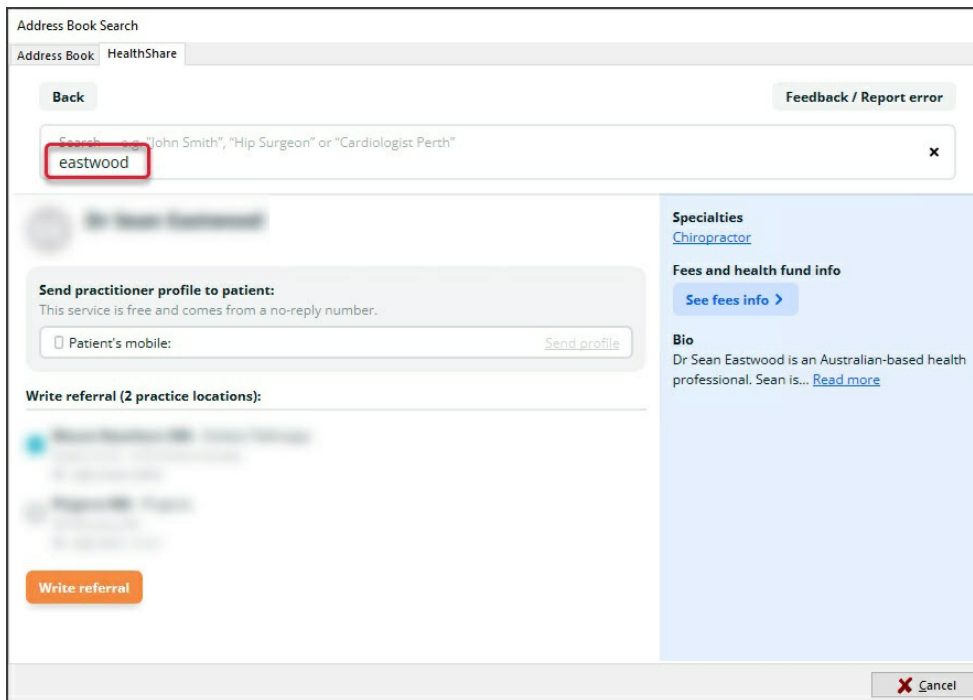 Address Book Search
Address Book HealthShare
Back Feedback / Report error
Search e.g. "John Smith", "Hip Surgeon" or "Cardiologist Perth"
eastwood
Dr Sean Eastwood
Send practitioner profile to patient:
This service is free and comes from a no-reply number.
Patient's mobile: Send profile
Write referral (2 practice locations):
Write referral
Specialties
Chiropractor
Fees and health fund info
See fees info
Bio
Dr Sean Eastwood is an Australian-based health
professional. Sean is... Read more
Cancel